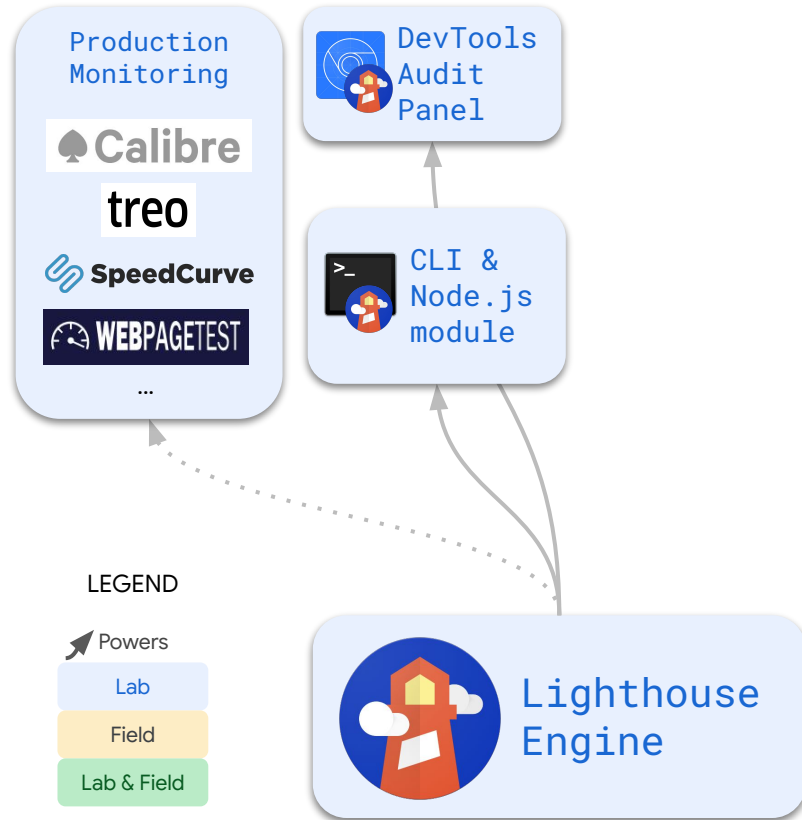 Production
Monitoring
Calibre
treo
SpeedCurve
WEBPAGETEST
...
DevTools
Audit
Panel
>_
CLI &
Node.js
module
LEGEND
Powers
Lab
Field
Lab & Field
Lighthouse
Engine